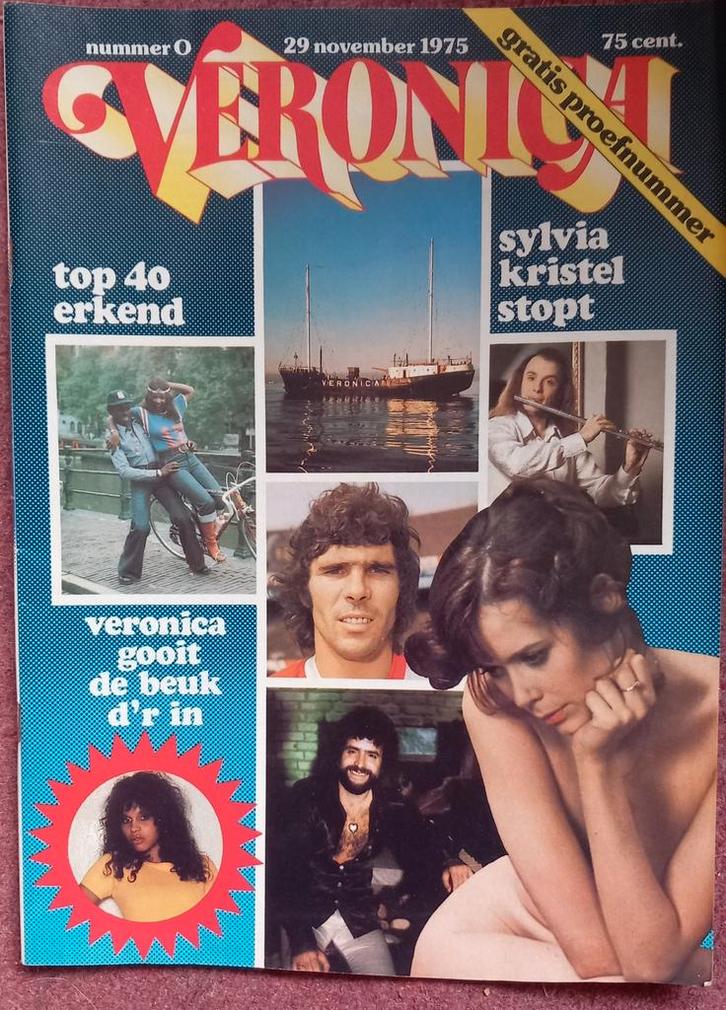 nummer 0
29 november 1975
75 cent.
VERONICA
gratis proefnummer
top 40
erkend
sylvia
kristel
stopt
VERONICA
veronica
gooit
de beuk
d'r in